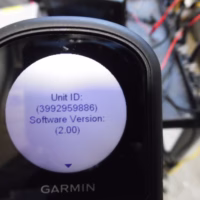 Unit ID:
(3992959886)
Software Version:
(2.00)
GARMIN